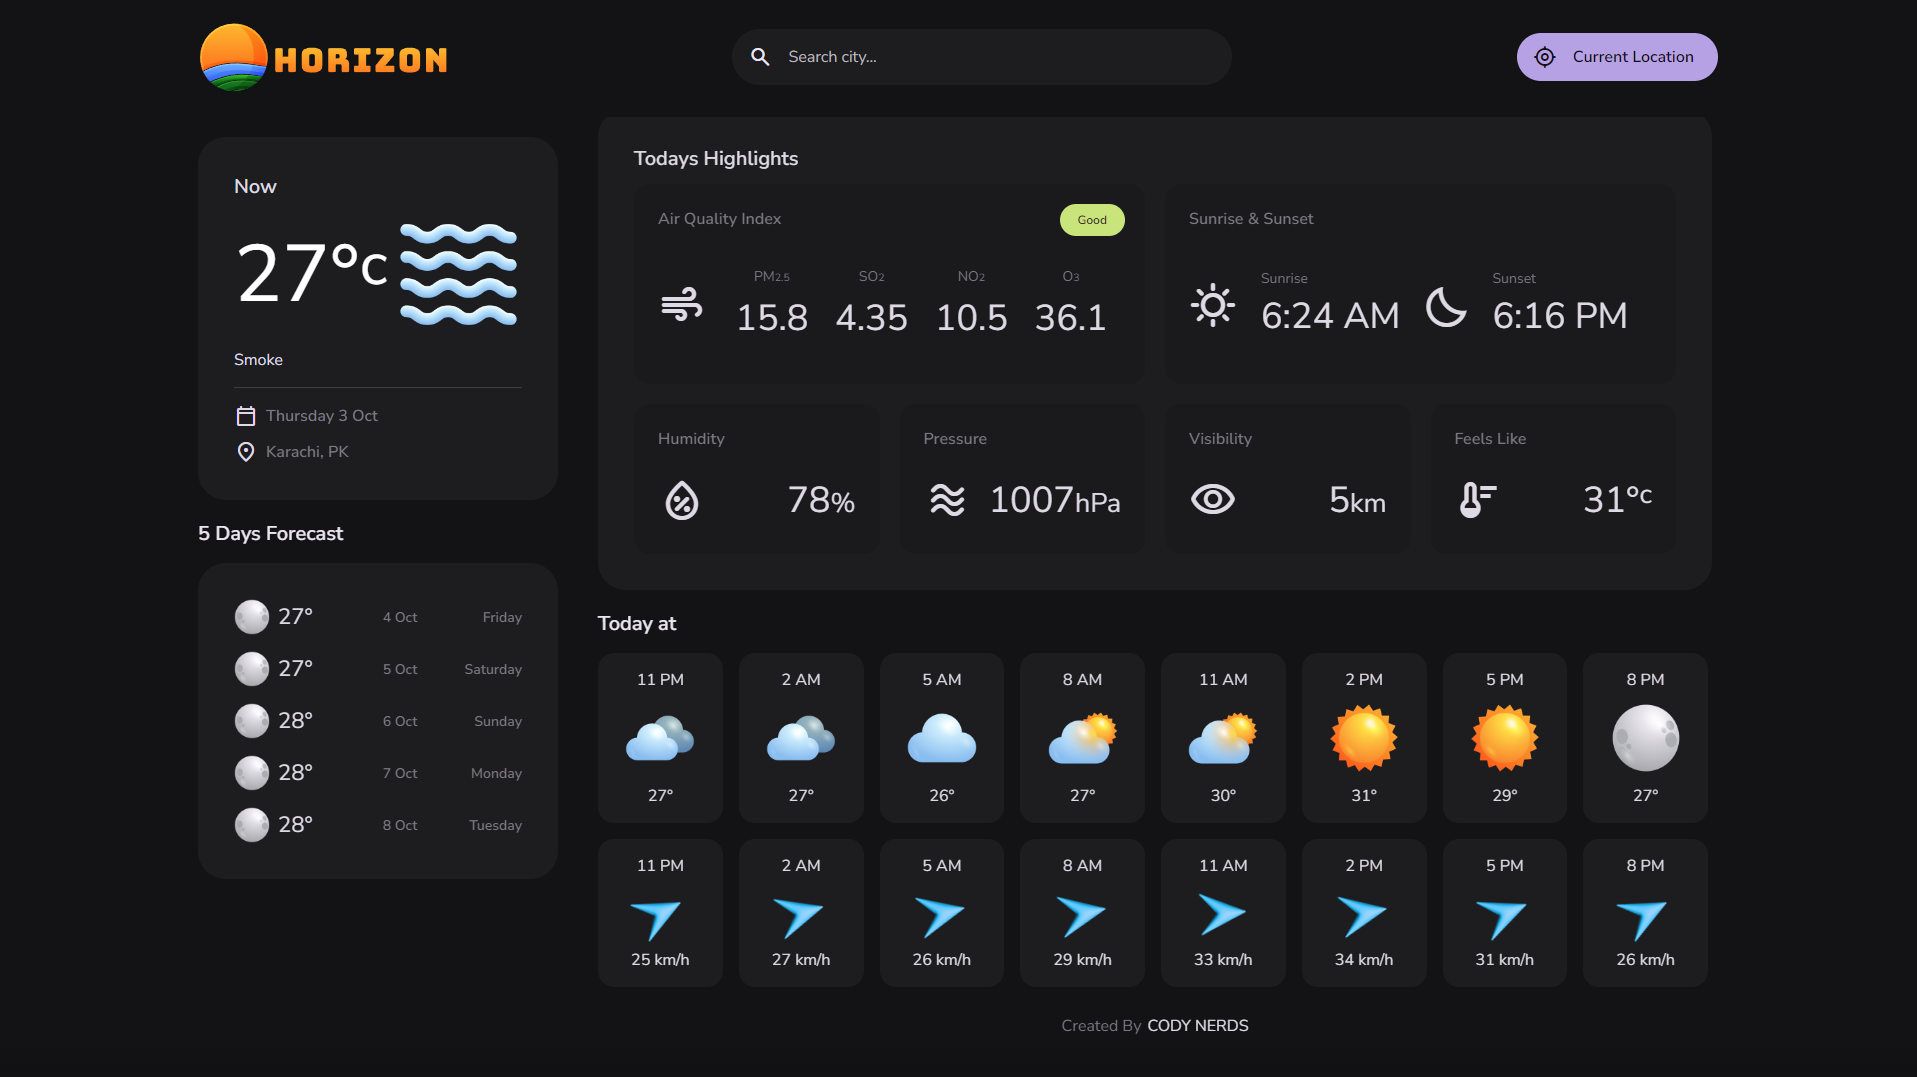 HORIZON
Search city...
Current Location
Now
27°c
Smoke
Thursday 3 Oct
Karachi, PK
5 Days Forecast
27° 4 Oct Friday
27° 5 Oct Saturday
28° 6 Oct Sunday
28° 7 Oct Monday
28° 8 Oct Tuesday
Todays Highlights
Air Quality Index
Good
PM2.5 SO2 NO2 O3
15.8 4.35 10.5 36.1
Sunrise & Sunset
Sunrise
6:24 AM
Sunset
6:16 PM
Humidity
78%
Pressure
1007hPa
Visibility
5km
Feels Like
31°c
Today at
11 PM 2 AM 5 AM 8 AM 11 AM 2 PM 5 PM 8 PM
27° 27° 26° 27° 30° 31° 29° 27°
11 PM 2 AM 5 AM 8 AM 11 AM 2 PM 5 PM 8 PM
25 km/h 27 km/h 26 km/h 29 km/h 33 km/h 34 km/h 31 km/h 26 km/h
Created By CODY NERDS